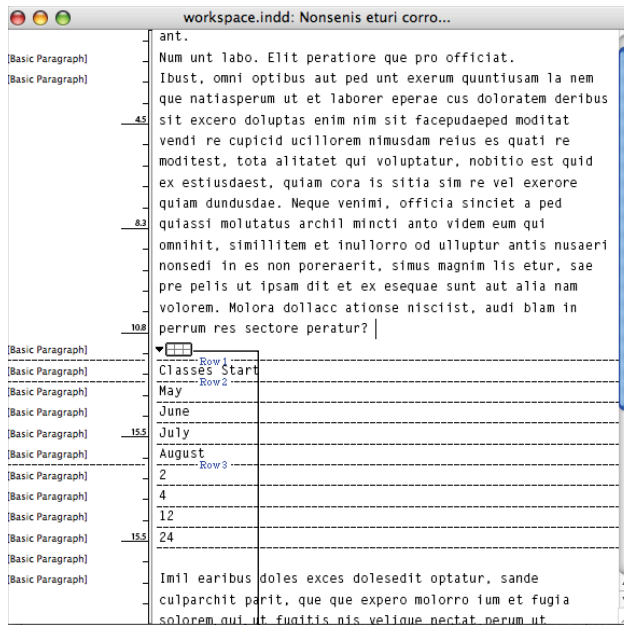 workspace.indd: Nonsenis eturi corro...
ant.
[Basic Paragraph] Num unt labo. Elit peratiore que pro officiat.
[Basic Paragraph] Ibust, omni optibus aut ped unt exerum quuntiusam la nem
que natiasperum ut et laborer eperae cus doloratem deribus
4.5 sit excero doluptas enim nim sit facepudaeped moditat
vendi re cupicid ucillorem nimusdam reius es quati re
moditest, tota alitatet qui voluptatur, nobitio est quid
ex estiusdaest, quiam cora is sitia sim re vel exerore
quiam dundusdae. Neque venimi, officia sinciet a ped
8.3 quiassi molutatus archil mincti anto videm eum qui
omnihit, simillitem et inullorro od ulluptur antis nusaeri
nonsedi in es non poreraerit, simus magnim lis etur, sae
pre pelis ut ipsam dit et ex esequae sunt aut alia nam
volorem. Molora dollacc ationse nisciist, audi blam in
10.8 perrum res sectore peratur?
[Basic Paragraph]
Row 1
[Basic Paragraph] Classes Start
Row 2
[Basic Paragraph] May
[Basic Paragraph] June
[Basic Paragraph] 15.5 July
[Basic Paragraph] August
Row 3
[Basic Paragraph] 2
[Basic Paragraph] 4
[Basic Paragraph] 12
[Basic Paragraph] 15.5 24
[Basic Paragraph]
[Basic Paragraph] Imil earibus doles exces dolesedit optatur, sande
culparchit parit, que que expero molorro ium et fugia
solorem qui ut fugitis nis velique nectat perum ut